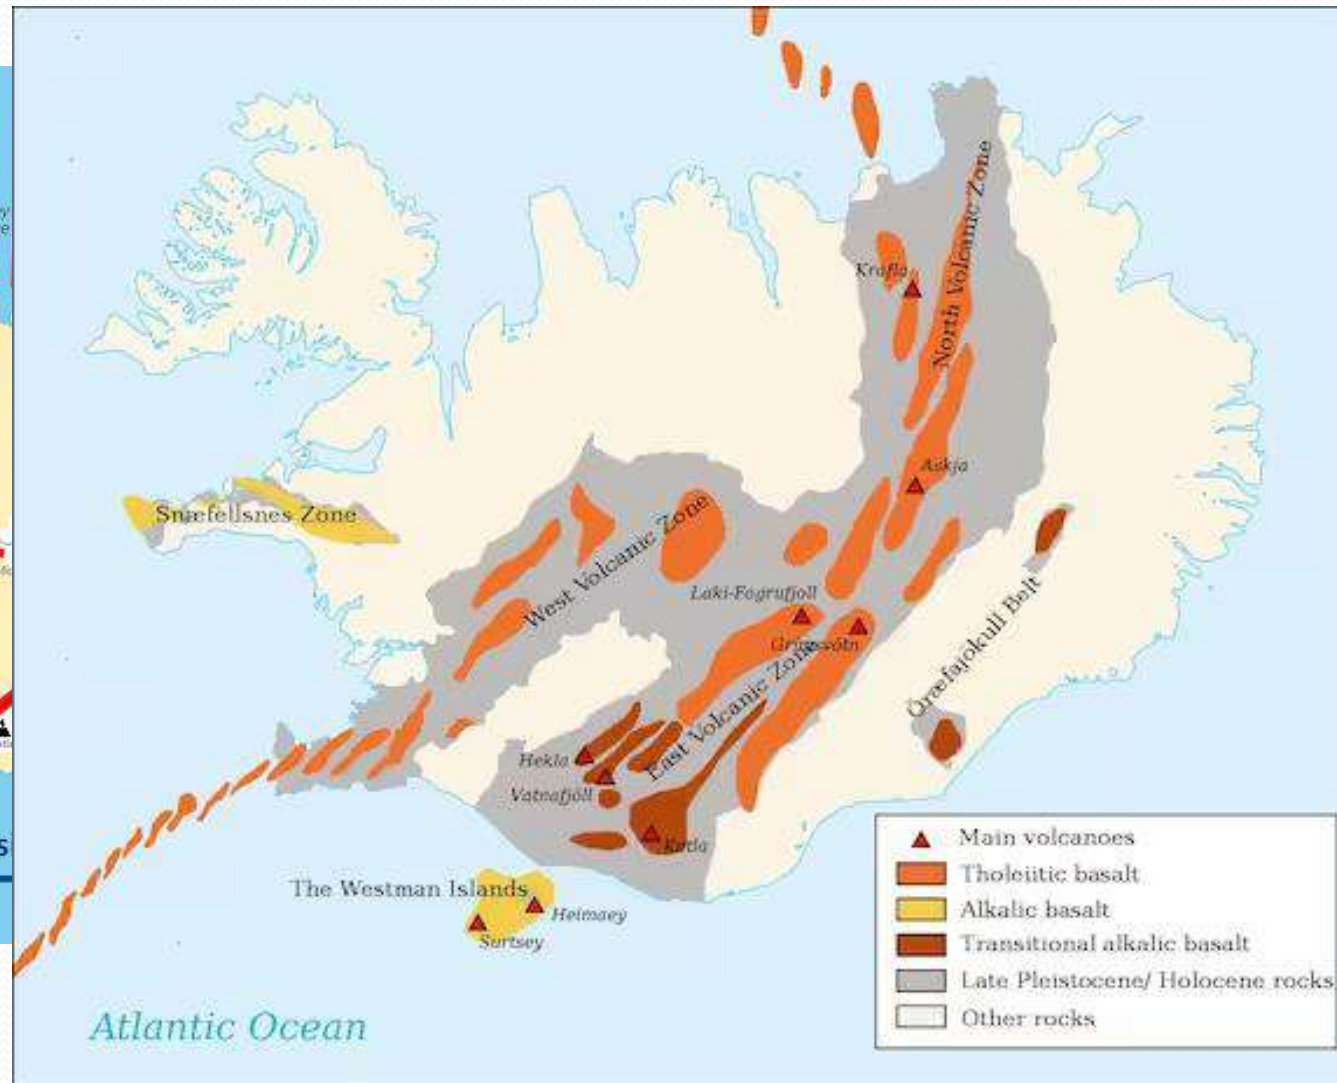 Krafla
North Volcanic Zone
Askja
Snæfellsnes Zone
West Volcanic Zone
Laki-Fogrufjoll
Grímsvötn
Öræfajökull Belt
East Volcanic Zone
Hekla
Vatnafjöll
Katla
The Westman Islands
Heimaey
Surtsey
Main volcanoes
Tholeiitic basalt
Alkalic basalt
Transitional alkalic basalt
Late Pleistocene/ Holocene rocks
Other rocks
Atlantic Ocean